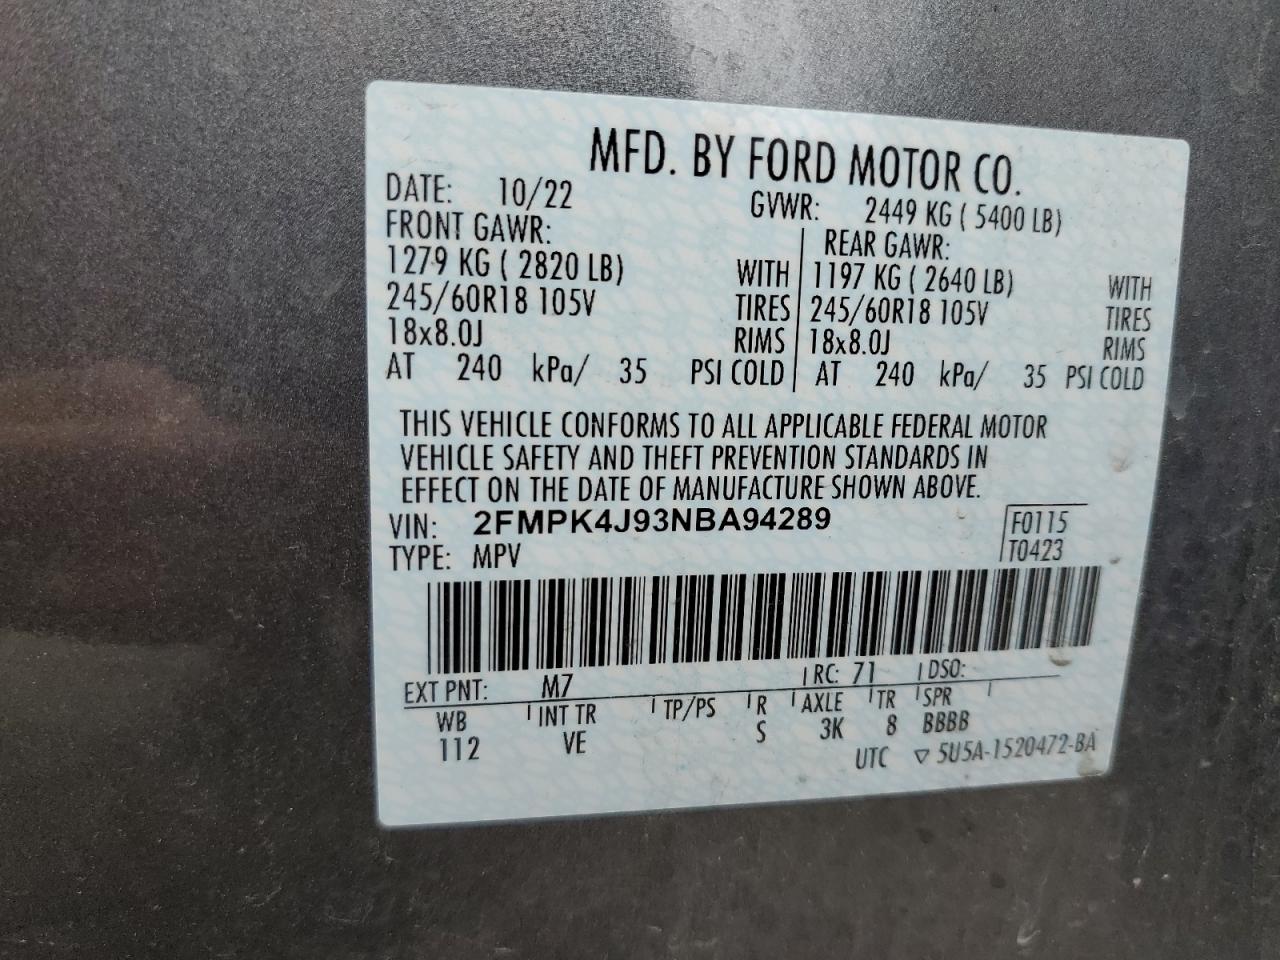 MFD. BY FORD MOTOR CO.
DATE: 10/22 GVWR: 2449 KG ( 5400 LB)
FRONT GAWR: REAR GAWR:
1279 KG ( 2820 LB) WITH 1197 KG ( 2640 LB) WITH
245/60R18 105V TIRES 245/60R18 105V TIRES
18x8.0J RIMS 18x8.0J RIMS
AT 240 kPa/ 35 PSI COLD AT 240 kPa/ 35 PSI COLD
THIS VEHICLE CONFORMS TO ALL APPLICABLE FEDERAL MOTOR
VEHICLE SAFETY AND THEFT PREVENTION STANDARDS IN
EFFECT ON THE DATE OF MANUFACTURE SHOWN ABOVE.
VIN: 2FMPK4J93NBA94289 F0115
TYPE: MPV T0423
EXT PNT: M7 RC: 71 DSO:
WB INT TR TP/PS R AXLE TR SPR
112 VE S 3K 8 BBBB
UTC ▽ 5U5A-1520472-BA